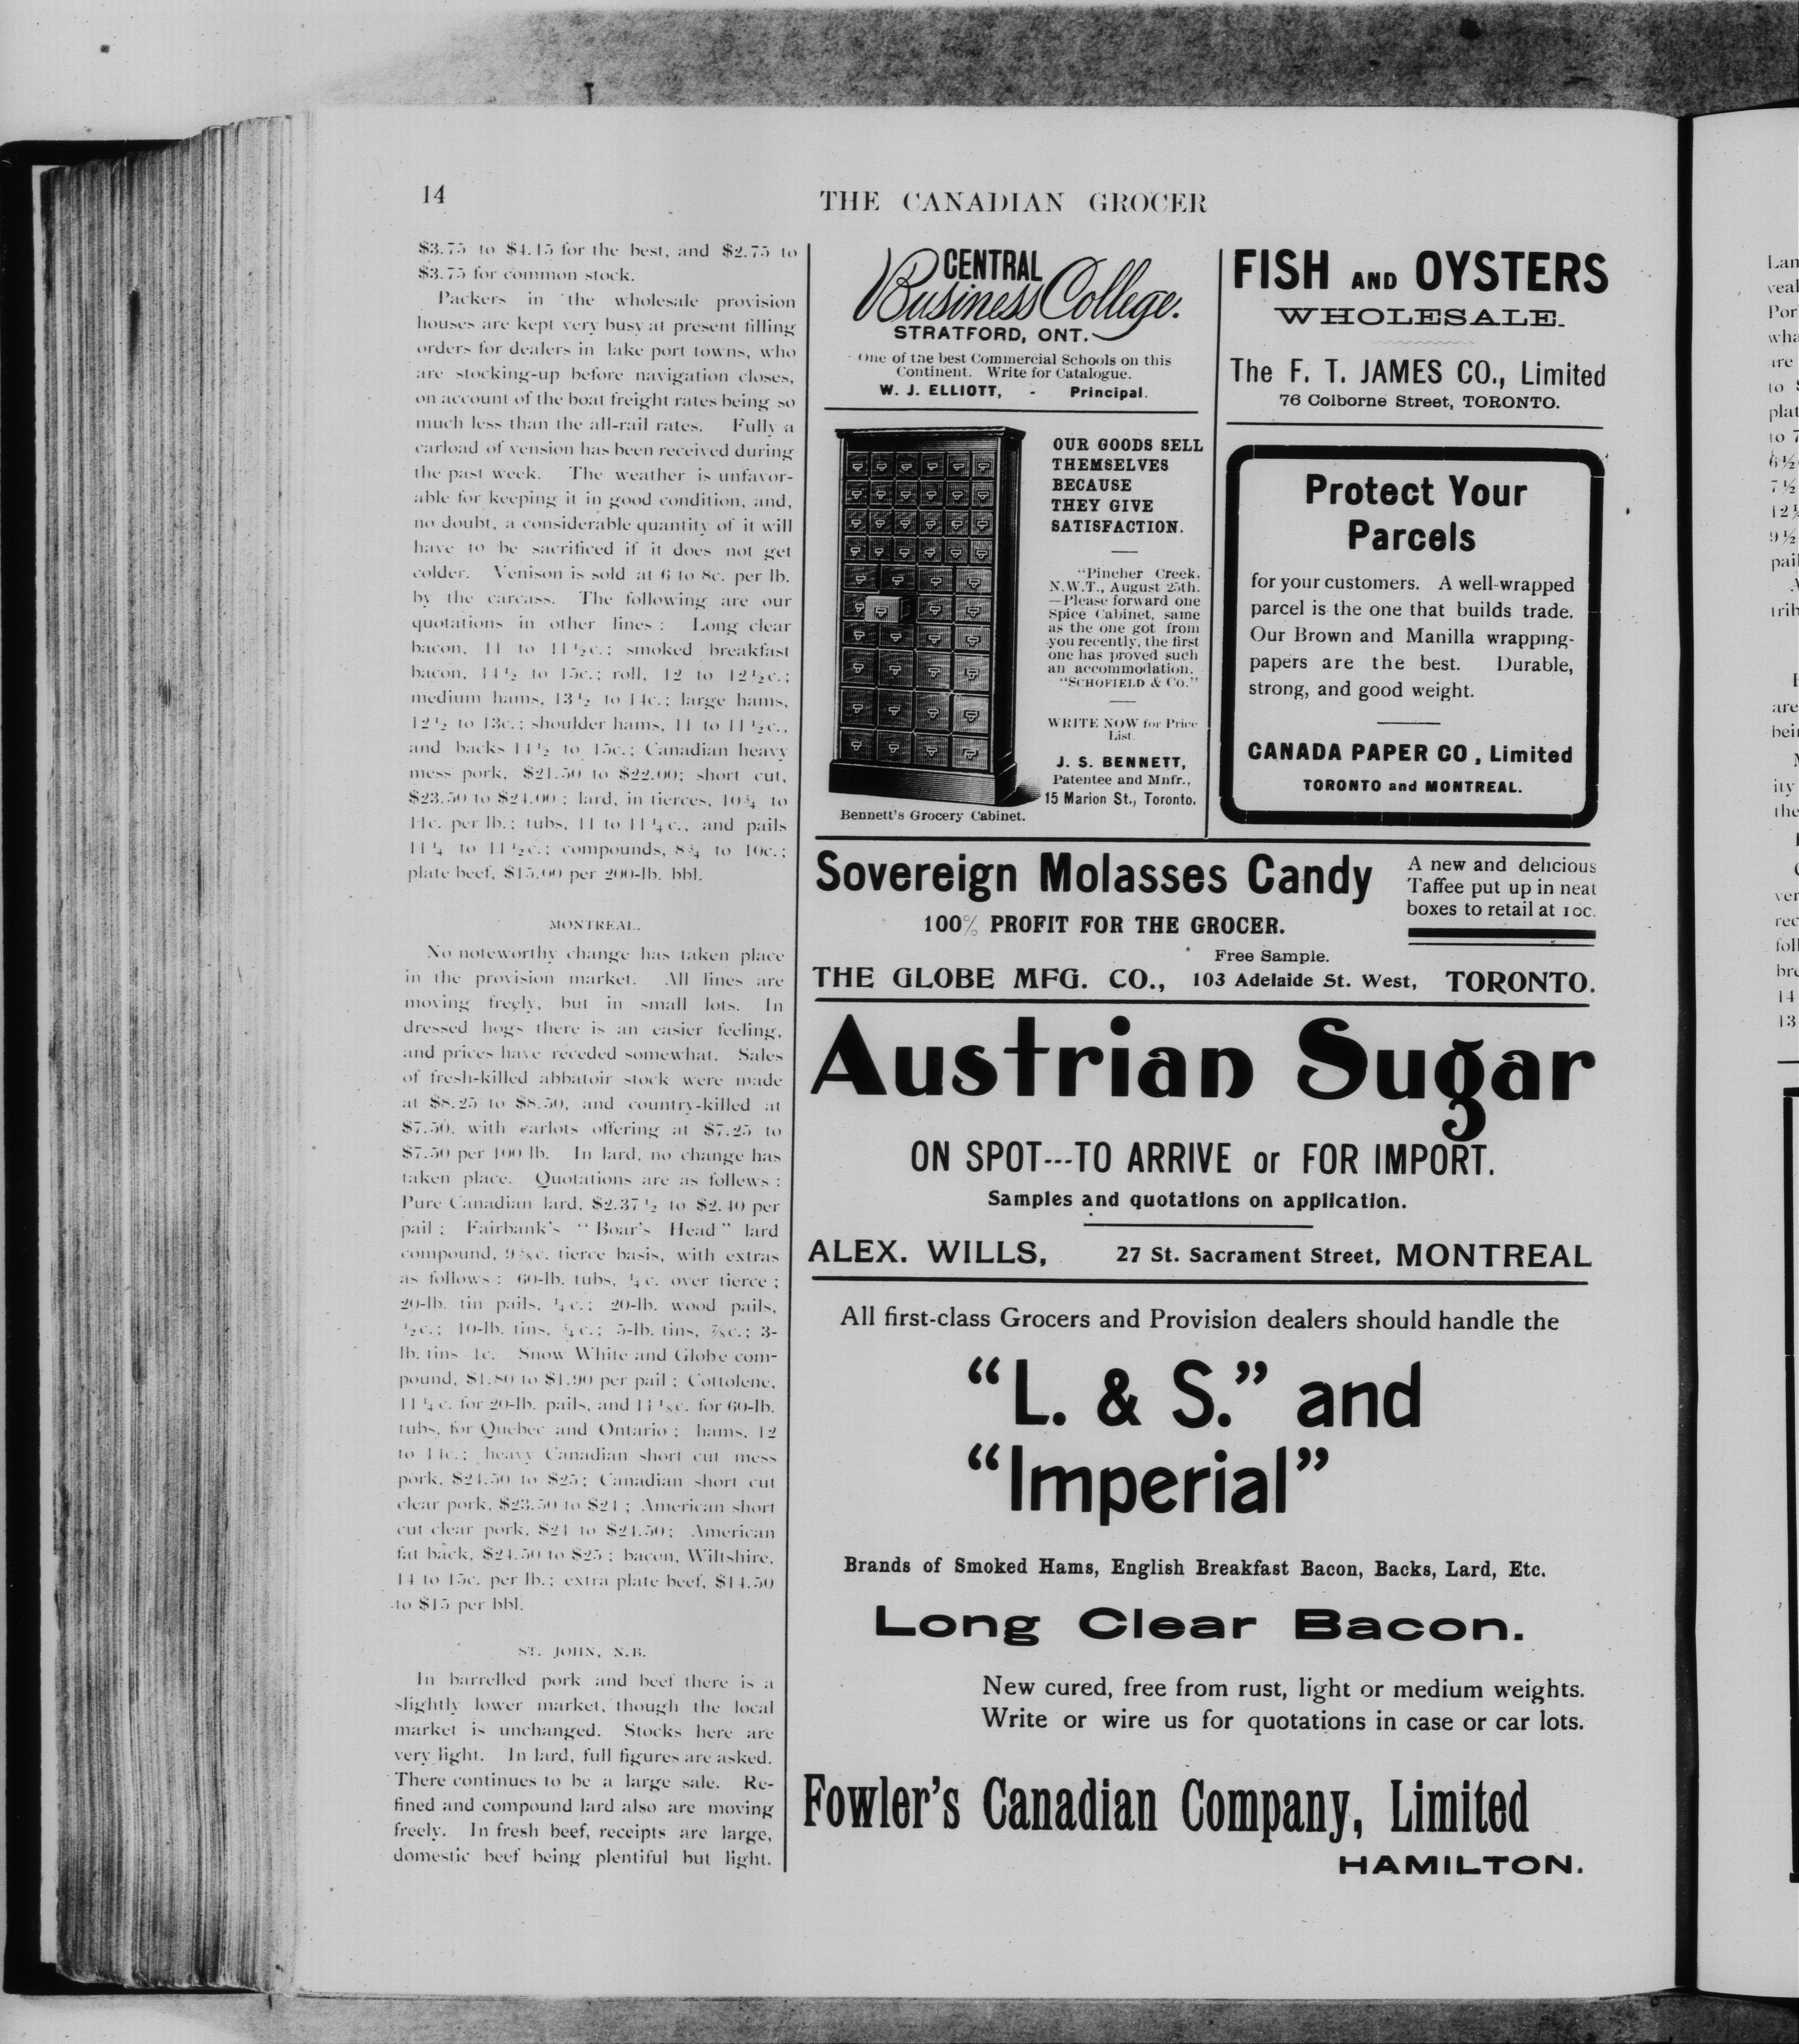 14
THE CANADIAN GROCER
$3.75 to $4.15 for the best, and $2.75 to
$3.75 for common stock.
Packers in the wholesale provision
houses are kept very busy at present filling
orders for dealers in lake port towns, who
are stocking-up before navigation closes,
on account of the boat freight rates being so
much less than the all-rail rates. Fully a
carload of vension has been received during
the past week. The weather is unfavor-
able for keeping it in good condition, and,
no doubt, a considerable quantity of it will
have to be sacrificed if it does not get
colder. Venison is sold at 6 to 8c. per lb.
by the carcass. The following are our
quotations in other lines: Long clear
bacon, 11 to 11½c.; smoked breakfast
bacon, 14½ to 15c.; roll, 12 to 12½c.;
medium hams, 13½ to 14c.; large hams,
12½ to 13c.; shoulder hams, 11 to 11½c.,
and backs 14½ to 15c.; Canadian heavy
mess pork, $21.50 to $22.00; short cut,
$23.50 to $24.00; lard, in tierces, 10¾ to
11c. per lb.; tubs, 11 to 11¼c., and pails
11¼ to 11½c.; compounds, 8¾ to 10c.;
plate beef, $15.00 per 200-lb. bbl.
MONTREAL.
No noteworthy change has taken place
in the provision market. All lines are
moving freely, but in small lots. In
dressed hogs there is an easier feeling,
and prices have receded somewhat. Sales
of fresh-killed abbatoir stock were made
at $8.25 to $8.50, and country-killed at
$7.50, with carlots offering at $7.25 to
$7.50 per 100 lb. In lard, no change has
taken place. Quotations are as follews:
Pure Canadian lard, $2.37½ to $2.40 per
pail; Fairbank's "Boar's Head" lard
compound, 9⅜c. tierce basis, with extras
as follows: 60-lb. tubs, ¼c. over tierce;
20-lb. tin pails, ¼c.; 20-lb. wood pails,
½c.; 10-lb. tins, ¾c.; 5-lb. tins, ⅞c.; 3-
lb. tins 1c. Snow White and Globe com-
pound, $1.80 to $1.90 per pail; Cottolene,
11¼c. for 20-lb. pails, and 11⅛c. for 60-lb.
tubs, for Quebec and Ontario; hams, 12
to 14c.; heavy Canadian short cut mess
pork, $24.50 to $25; Canadian short cut
clear pork, $23.50 to $24; American short
cut clear pork, $24 to $24.50; American
fat back, $24.50 to $25; bacon, Wiltshire,
14 to 15c. per lb.; extra plate beef, $14.50
to $15 per bbl.
ST. JOHN, N.B.
In barrelled pork and beef there is a
slightly lower market, though the local
market is unchanged. Stocks here are
very light. In lard, full figures are asked.
There continues to be a large sale. Re-
fined and compound lard also are moving
freely. In fresh beef, receipts are large,
domestic beef being plentiful but light.
CENTRAL
Business College.
STRATFORD, ONT.
One of the best Commercial Schools on this
Continent. Write for Catalogue.
W. J. ELLIOTT, - Principal.
FISH AND OYSTERS
WHOLESALE.
The F. T. JAMES CO., Limited
76 Colborne Street, TORONTO.
OUR GOODS SELL
THEMSELVES
BECAUSE
THEY GIVE
SATISFACTION.
"Pincher Creek,
N.W.T., August 25th.
—Please forward one
Spice Cabinet, same
as the one got from
you recently, the first
one has proved such
an accommodation.
"SCHOFIELD & Co."
WRITE NOW for Price
List.
J. S. BENNETT,
Patentee and Mnfr.,
15 Marion St., Toronto.
Bennett's Grocery Cabinet.
Protect Your
Parcels
for your customers. A well-wrapped
parcel is the one that builds trade.
Our Brown and Manilla wrapping-
papers are the best. Durable,
strong, and good weight.
CANADA PAPER CO, Limited
TORONTO and MONTREAL.
Sovereign Molasses Candy
100% PROFIT FOR THE GROCER.
A new and delicious
Taffee put up in neat
boxes to retail at 10c.
Free Sample.
THE GLOBE MFG. CO., 103 Adelaide St. West, TORONTO.
Austrian Sugar
ON SPOT---TO ARRIVE or FOR IMPORT.
Samples and quotations on application.
ALEX. WILLS, 27 St. Sacrament Street, MONTREAL
All first-class Grocers and Provision dealers should handle the
"L. & S." and
"Imperial"
Brands of Smoked Hams, English Breakfast Bacon, Backs, Lard, Etc.
Long Clear Bacon.
New cured, free from rust, light or medium weights.
Write or wire us for quotations in case or car lots.
Fowler's Canadian Company, Limited
HAMILTON.